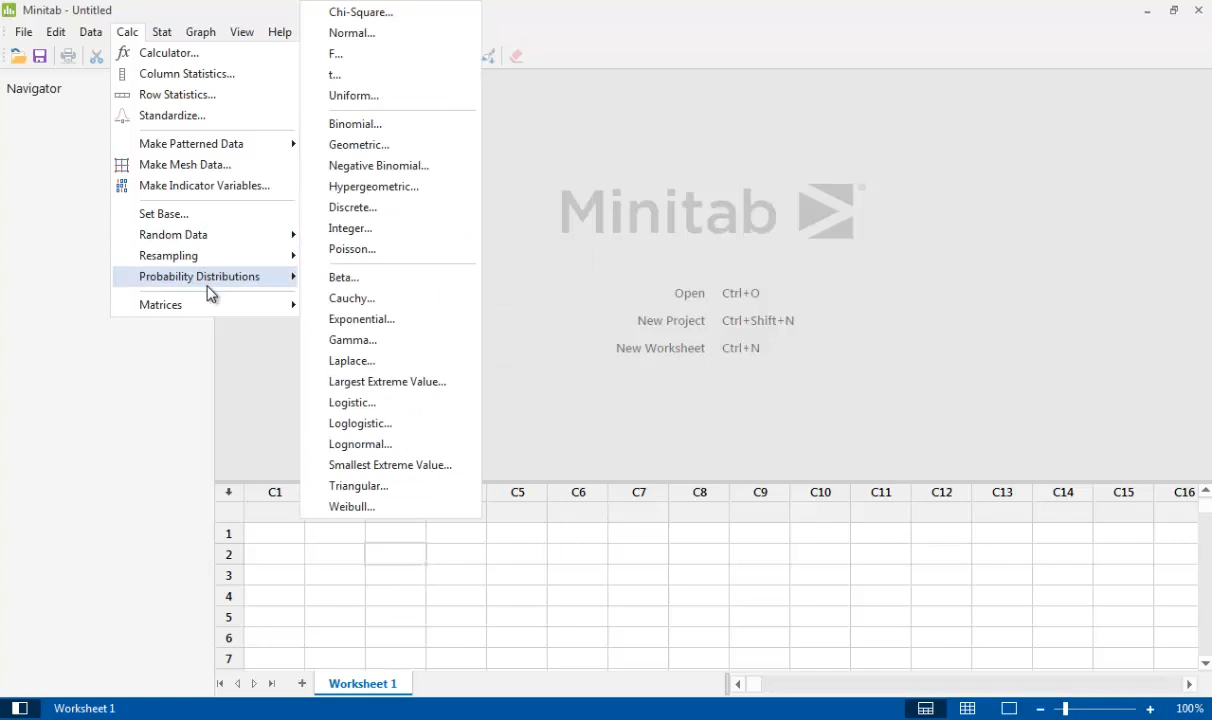 Minitab - Untitled
File Edit Data Calc Stat Graph View Help
Navigator
fx Calculator...
Column Statistics...
Row Statistics...
Standardize...
Make Patterned Data
Make Mesh Data...
Make Indicator Variables...
Set Base...
Random Data
Resampling
Probability Distributions
Matrices
Chi-Square...
Normal...
F...
t...
Uniform...
Binomial...
Geometric...
Negative Binomial...
Hypergeometric...
Discrete...
Integer...
Poisson...
Beta...
Cauchy...
Exponential...
Gamma...
Laplace...
Largest Extreme Value...
Logistic...
Loglogistic...
Lognormal...
Smallest Extreme Value...
Triangular...
Weibull...
Minitab
Open Ctrl+O
New Project Ctrl+Shift+N
New Worksheet Ctrl+N
C1 C5 C6 C7 C8 C9 C10 C11 C12 C13 C14 C15 C16
1
2
3
4
5
6
7
Worksheet 1
Worksheet 1 100%